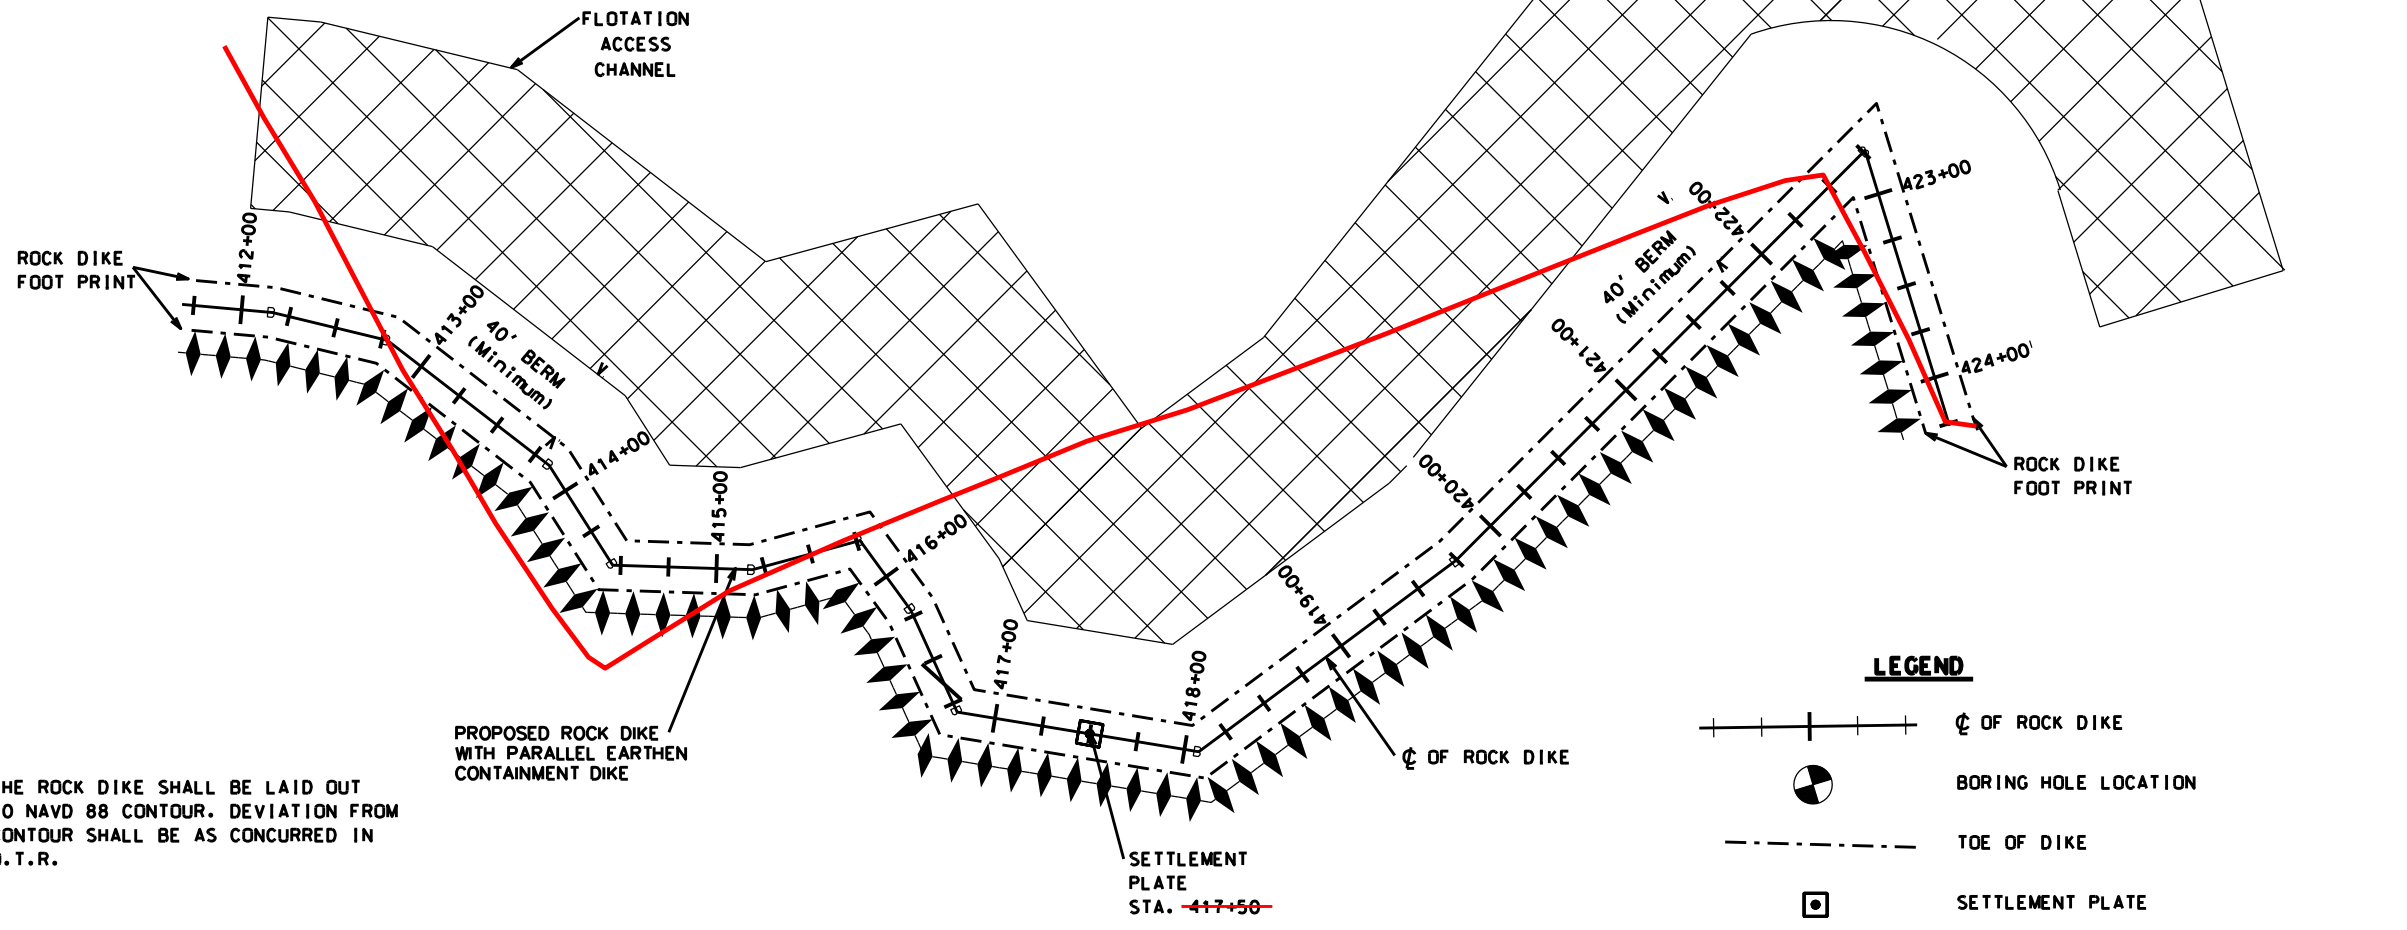 FLOTATION
ACCESS
CHANNEL
ROCK DIKE
FOOT PRINT
412+00
413+00
40' BERM
(Minimum)
414+00
415+00
416+00
417+00
418+00
419+00
420+00
421+00
40' BERM
(Minimum)
422+00
423+00
424+00'
ROCK DIKE
FOOT PRINT
PROPOSED ROCK DIKE
WITH PARALLEL EARTHEN
CONTAINMENT DIKE
℄ OF ROCK DIKE
SETTLEMENT
PLATE
STA. 417+50
HE ROCK DIKE SHALL BE LAID OUT
O NAVD 88 CONTOUR. DEVIATION FROM
ONTOUR SHALL BE AS CONCURRED IN
.T.R.
LEGEND
℄ OF ROCK DIKE
BORING HOLE LOCATION
TOE OF DIKE
SETTLEMENT PLATE